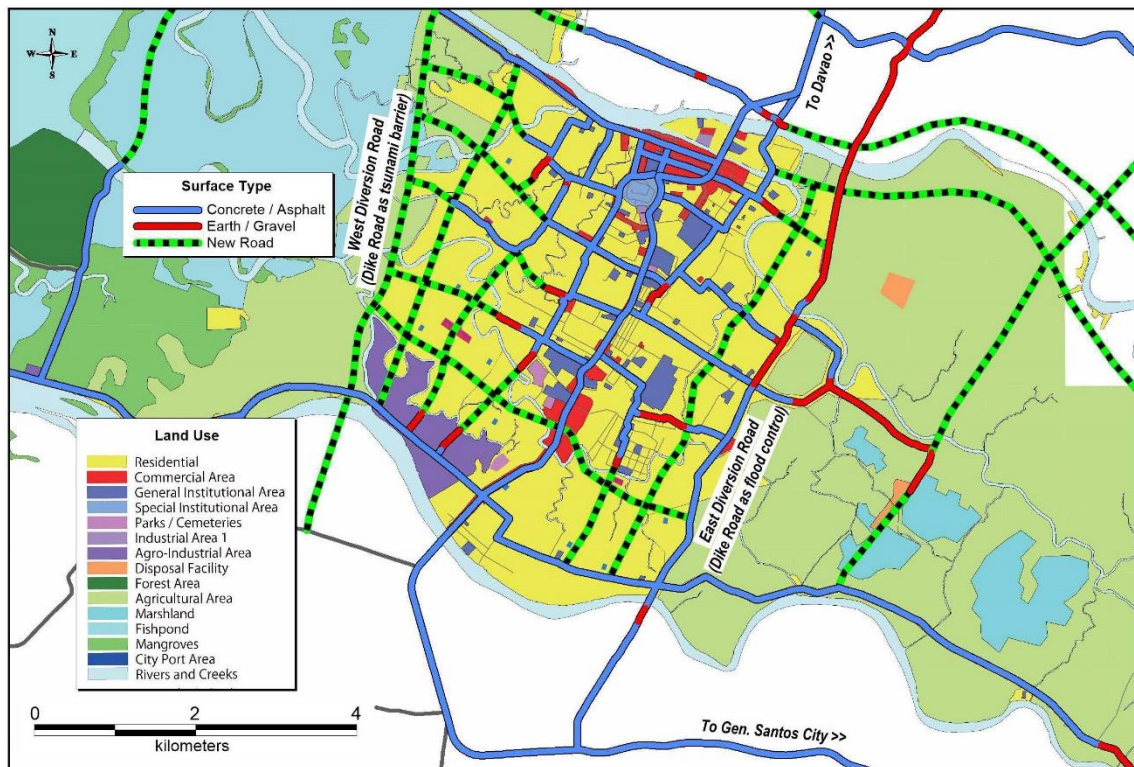 N
W E
S
To Davao >>
West Diversion Road
(Dike Road as tsunami barrier)
Surface Type
Concrete / Asphalt
Earth / Gravel
New Road
East Diversion Road
(Dike Road as flood control)
Land Use
Residential
Commercial Area
General Institutional Area
Special Institutional Area
Parks / Cemeteries
Industrial Area 1
Agro-Industrial Area
Disposal Facility
Forest Area
Agricultural Area
Marshland
Fishpond
Mangroves
City Port Area
Rivers and Creeks
0 2 4
kilometers
To Gen. Santos City >>